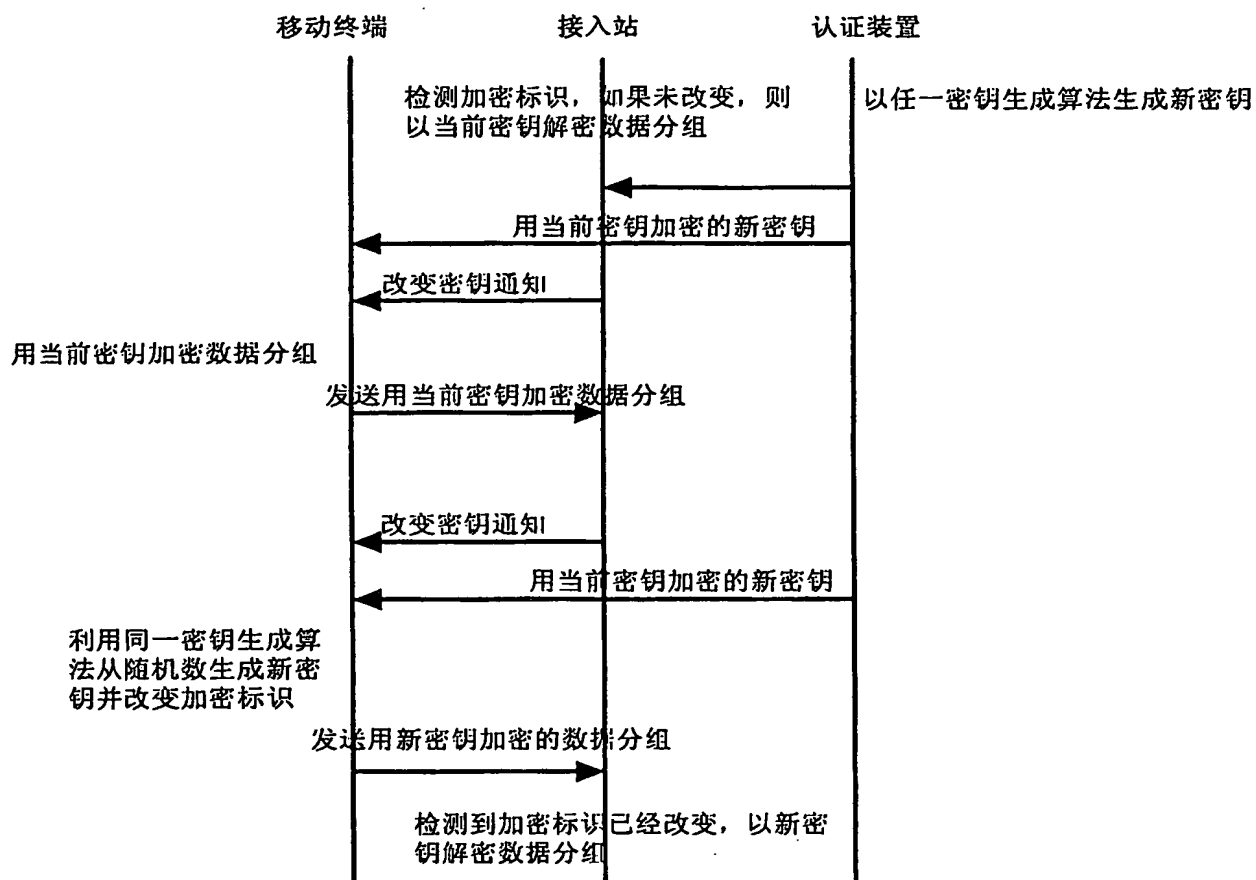 移动终端
接入站
认证装置
检测加密标识，如果未改变，则
以当前密钥解密数据分组
以任一密钥生成算法生成新密钥
用当前密钥加密的新密钥
改变密钥通知
用当前密钥加密数据分组
发送用当前密钥加密数据分组
改变密钥通知
用当前密钥加密的新密钥
利用同一密钥生成算
法从随机数生成新密
钥并改变加密标识
发送用新密钥加密的数据分组
检测到加密标识已经改变，以新密
钥解密数据分组